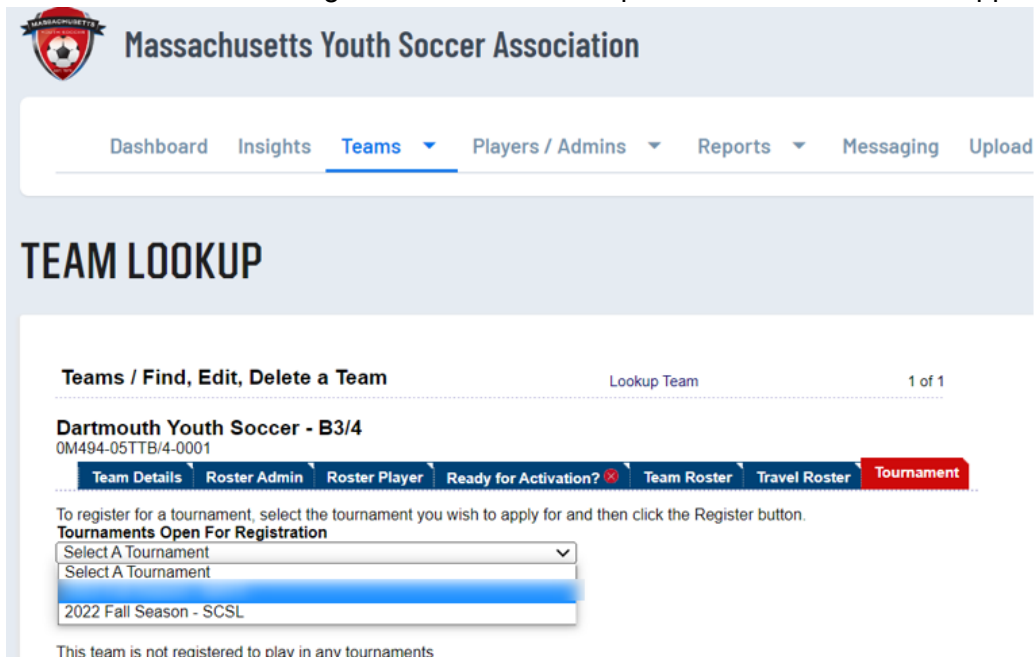 MASSACHUSETTS
Massachusetts Youth Soccer Association
Dashboard Insights Teams Players / Admins Reports Messaging Upload
TEAM LOOKUP
Teams / Find, Edit, Delete a Team Lookup Team 1 of 1
Dartmouth Youth Soccer - B3/4
0M494-05TTB/4-0001
Team Details Roster Admin Roster Player Ready for Activation? Team Roster Travel Roster Tournament
To register for a tournament, select the tournament you wish to apply for and then click the Register button.
Tournaments Open For Registration
Select A Tournament
Select A Tournament
2022 Fall Season - SCSL
This team is not registered to play in any tournaments